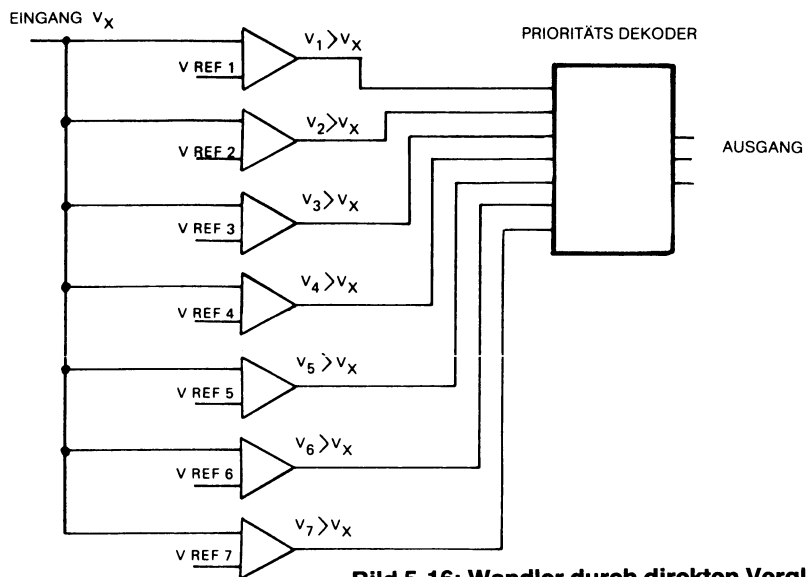 EINGANG Vx
PRIORITÄTS DEKODER
V REF 1
V1>Vx
V REF 2
V2>Vx
V REF 3
V3>Vx
V REF 4
V4>Vx
V REF 5
V5>Vx
V REF 6
V6>Vx
V REF 7
V7>Vx
AUSGANG
Bild 5-16: Wandler durch direkten